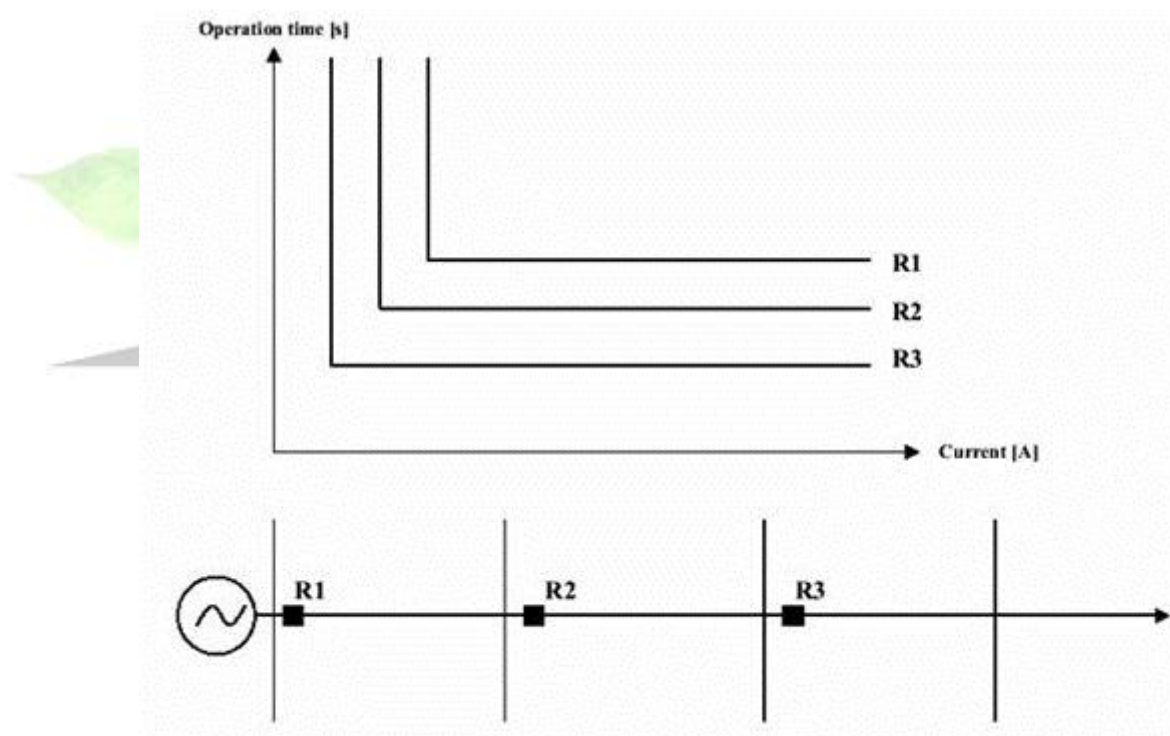 Operation time [s]
R1
R2
R3
Current [A]
R1 R2 R3